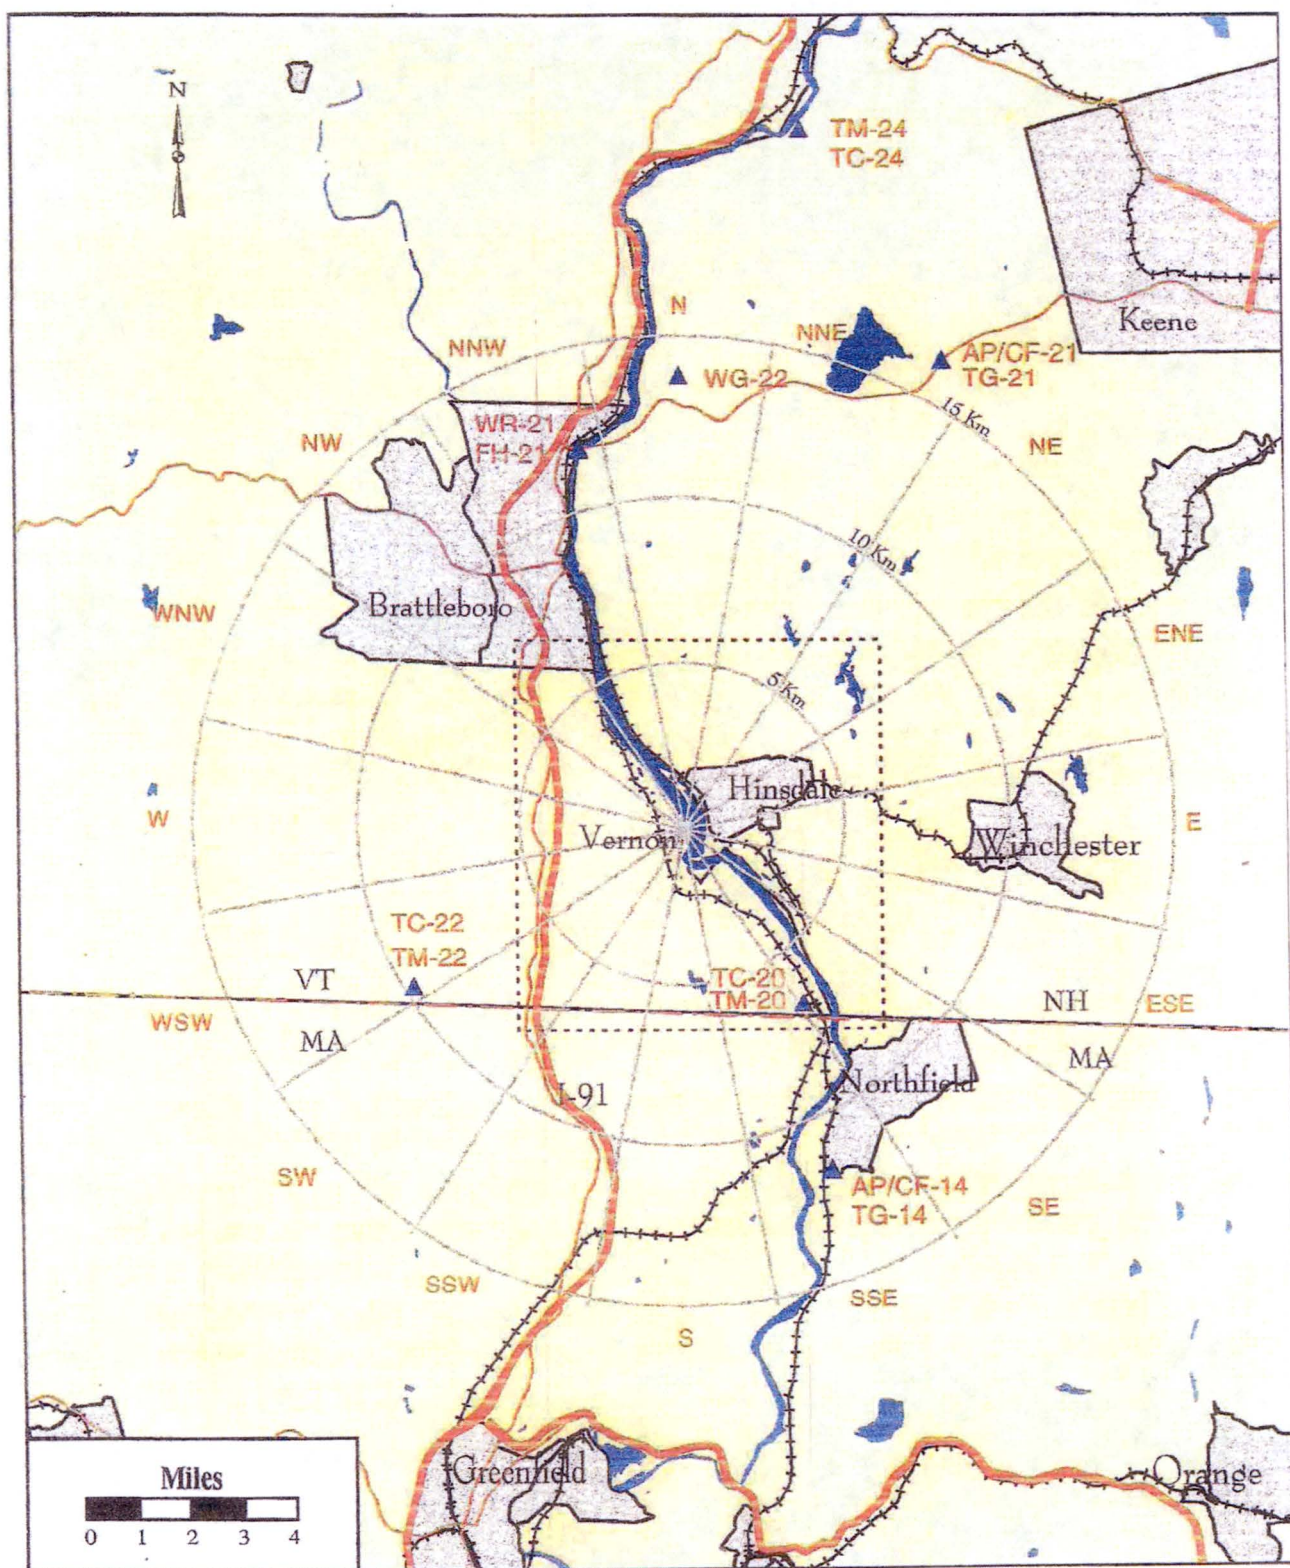 N
TM-24
TC-24
Keene
N
NNE
NNW
AP/CF-21
TG-21
WG-22
15 Km
WR-21
FH-21
NW
NE
10 Km
Brattleboro
WNW
ENE
5 Km
Hinsdale
W
Vernon
E
Winchester
TC-22
TM-22
VT
TC-20
TM-20
NH
ESE
WSW
MA
MA
Northfield
I-91
SW
AP/CF-14
TG-14
SE
SSW
SSE
S
Miles
0 1 2 3 4
Greenfield
Orange